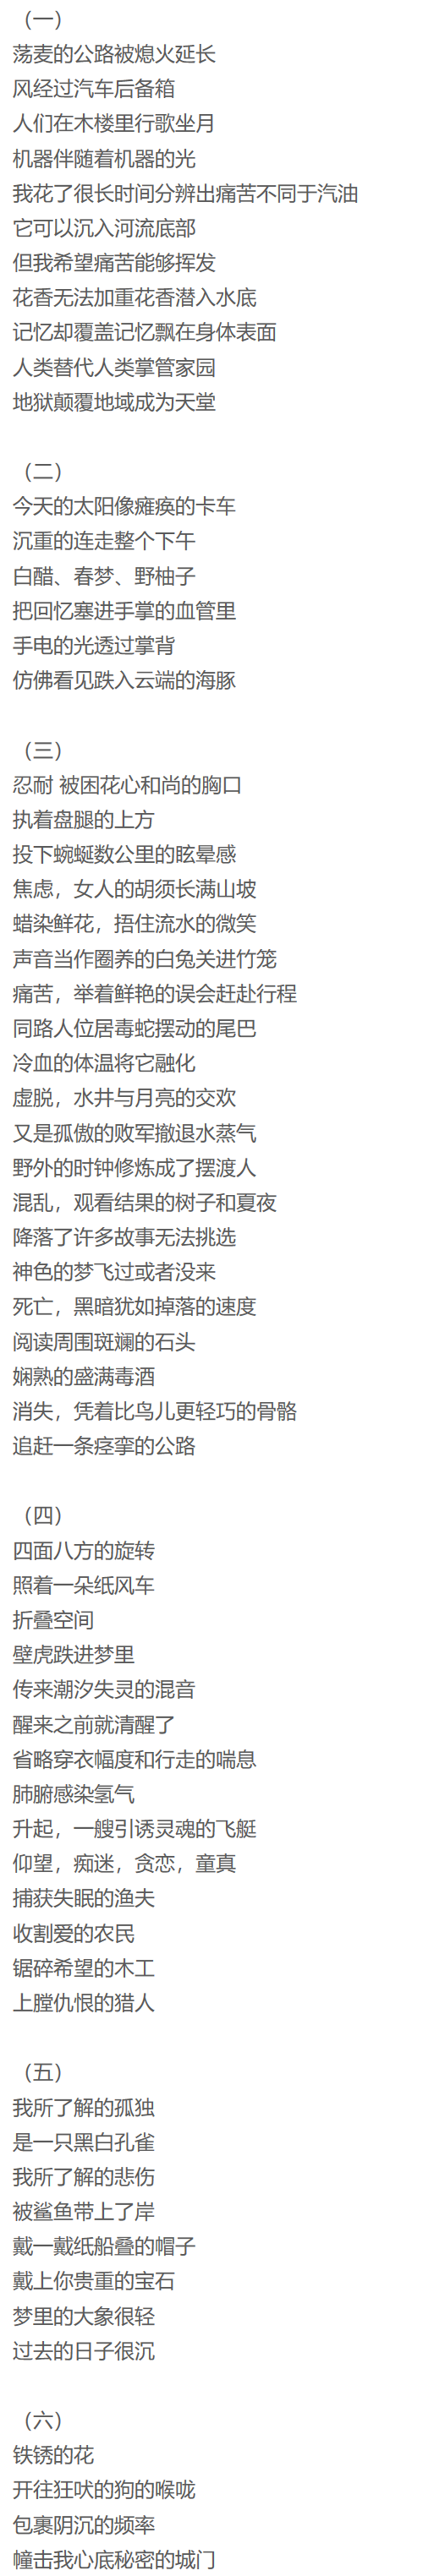 （一）
荡麦的公路被熄火延长
风经过汽车后备箱
人们在木楼里行歌坐月
机器伴随着机器的光
我花了很长时间分辨出痛苦不同于汽油
它可以沉入河流底部
但我希望痛苦能够挥发
花香无法加重花香潜入水底
记忆却覆盖记忆飘在身体表面
人类替代人类掌管家园
地狱颠覆地域成为天堂
（二）
今天的太阳像瘫痪的卡车
沉重的连走整个下午
白醋、春梦、野柚子
把回忆塞进手掌的血管里
手电的光透过掌背
仿佛看见跌入云端的海豚
（三）
忍耐 被困花心和尚的胸口
执着盘腿的上方
投下蜿蜒数公里的眩晕感
焦虑，女人的胡须长满山坡
蜡染鲜花，捂住流水的微笑
声音当作圈养的白兔关进竹笼
痛苦，举着鲜艳的误会赶赴行程
同路人位居毒蛇摆动的尾巴
冷血的体温将它融化
虚脱，水井与月亮的交欢
又是孤傲的败军撤退水蒸气
野外的时钟修炼成了摆渡人
混乱，观看结果的树子和夏夜
降落了许多故事无法挑选
神色的梦飞过或者没来
死亡，黑暗犹如掉落的速度
阅读周围斑斓的石头
娴熟的盛满毒酒
消失，凭着比鸟儿更轻巧的骨骼
追赶一条痉挛的公路
（四）
四面八方的旋转
照着一朵纸风车
折叠空间
壁虎跌进梦里
传来潮汐失灵的混音
醒来之前就清醒了
省略穿衣幅度和行走的喘息
肺腑感染氢气
升起，一艘引诱灵魂的飞艇
仰望，痴迷，贪恋，童真
捕获失眠的渔夫
收割爱的农民
锯碎希望的木工
上膛仇恨的猎人
（五）
我所了解的孤独
是一只黑白孔雀
我所了解的悲伤
被鲨鱼带上了岸
戴一戴纸船叠的帽子
戴上你贵重的宝石
梦里的大象很轻
过去的日子很沉
（六）
铁锈的花
开往狂吠的狗的喉咙
包裹阴沉的频率
幢击我心底秘密的城门